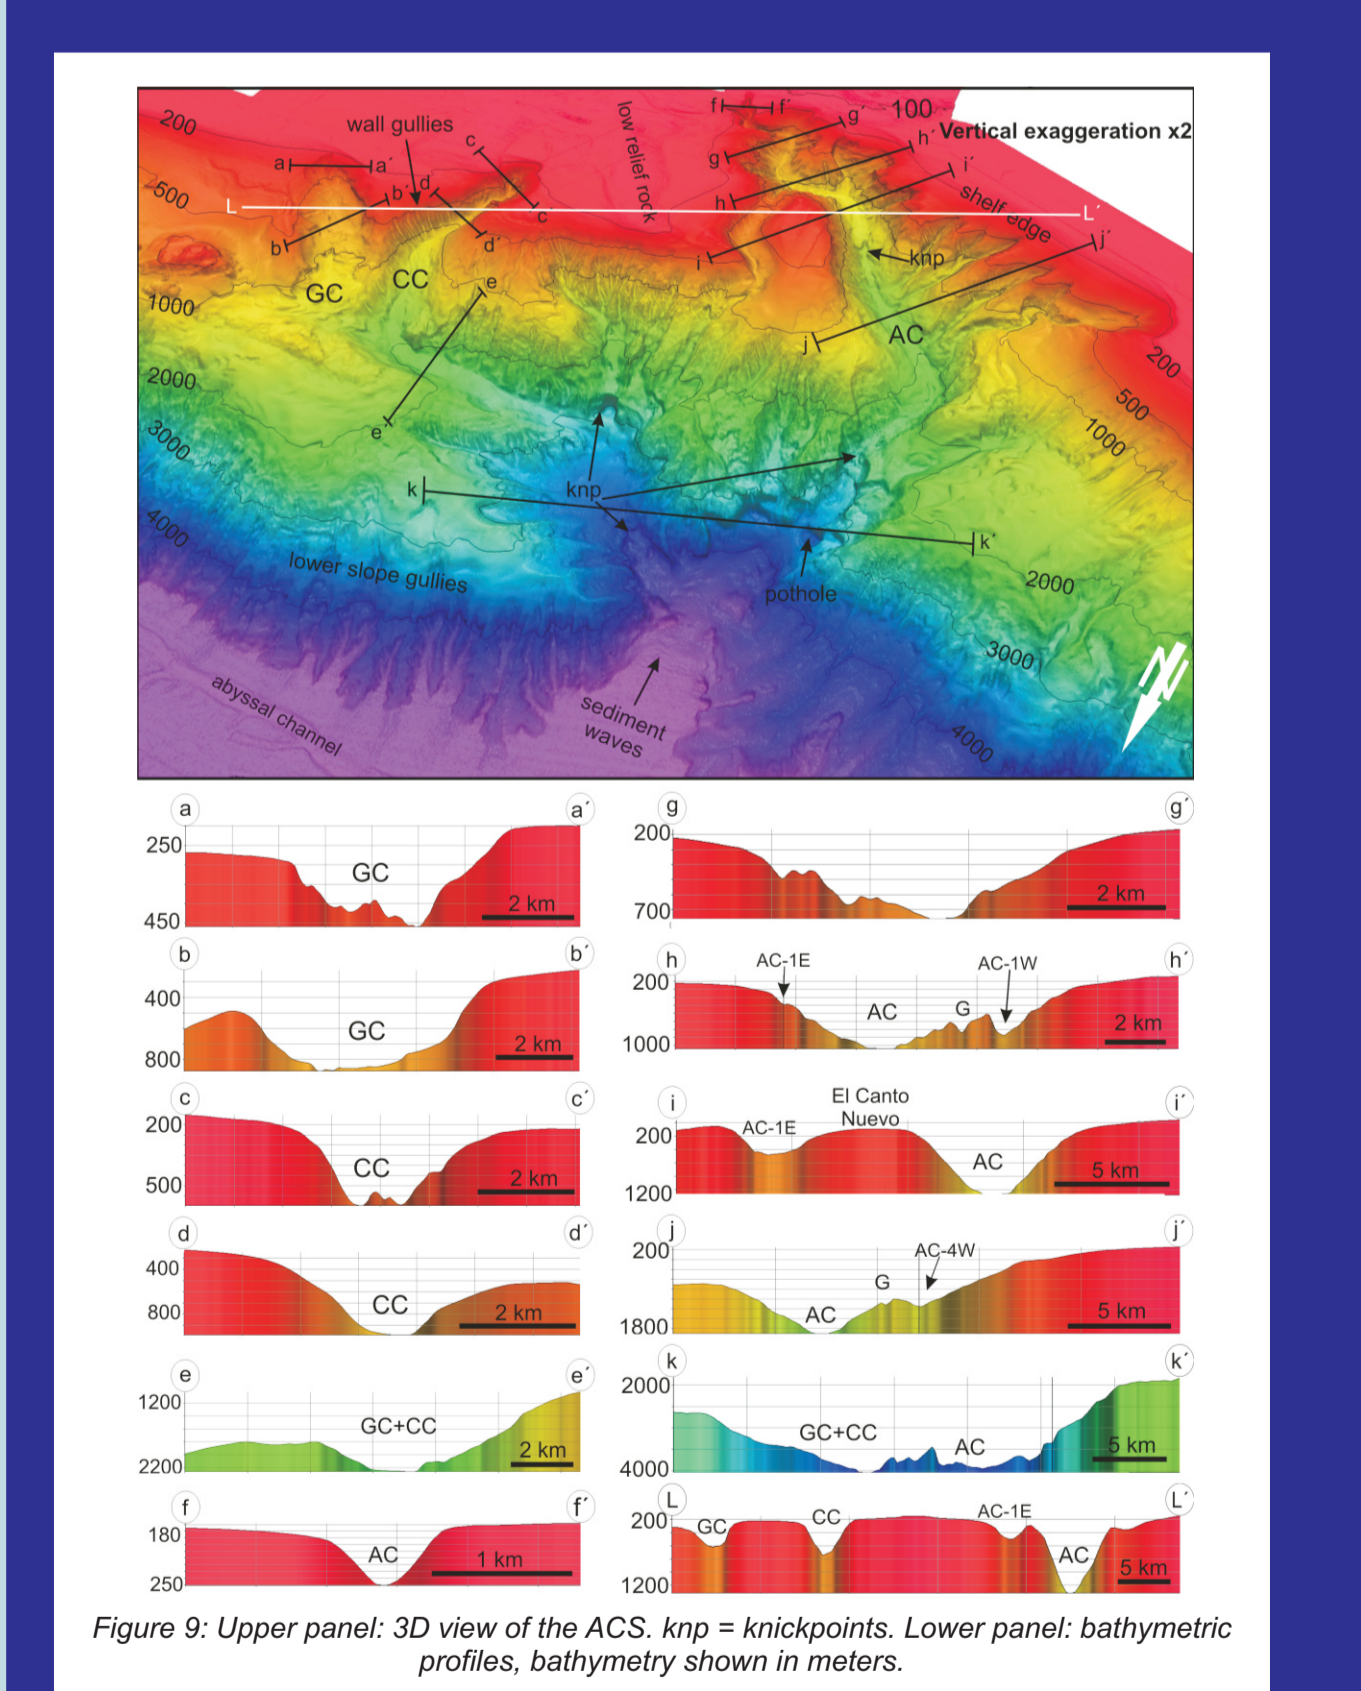 200
wall gullies
a
a´
c
low relief rock
f
f´
g´
100
h´
Vertical exaggeration x2
500
L
b
b´
d
c´
g
h
i´
shelf edge
L´
j´
GC
CC
d´
e
i
knp
1000
j
AC
200
2000
e´
500
3000
1000
k
knp
4000
lower slope gullies
k´
pothole
2000
3000
abyssal channel
sediment
waves
4000
N
a
a´
250
GC
2 km
450
b
b´
400
GC
2 km
800
c
c´
200
CC
2 km
500
d
d´
400
CC
2 km
800
e
e´
1200
GC+CC
2 km
2200
f
f´
180
AC
1 km
250
g
g´
200
2 km
700
h
AC-1E
AC-1W
h´
200
AC
G
2 km
1000
i
El Canto
Nuevo
i´
AC-1E
200
AC
5 km
1200
j
j´
200
AC-4W
G
AC
5 km
1800
k
k´
2000
GC+CC
AC
5 km
4000
L
L´
200
GC
CC
AC-1E
AC
5 km
1200
Figure 9: Upper panel: 3D view of the ACS. knp = knickpoints. Lower panel: bathymetric
profiles, bathymetry shown in meters.